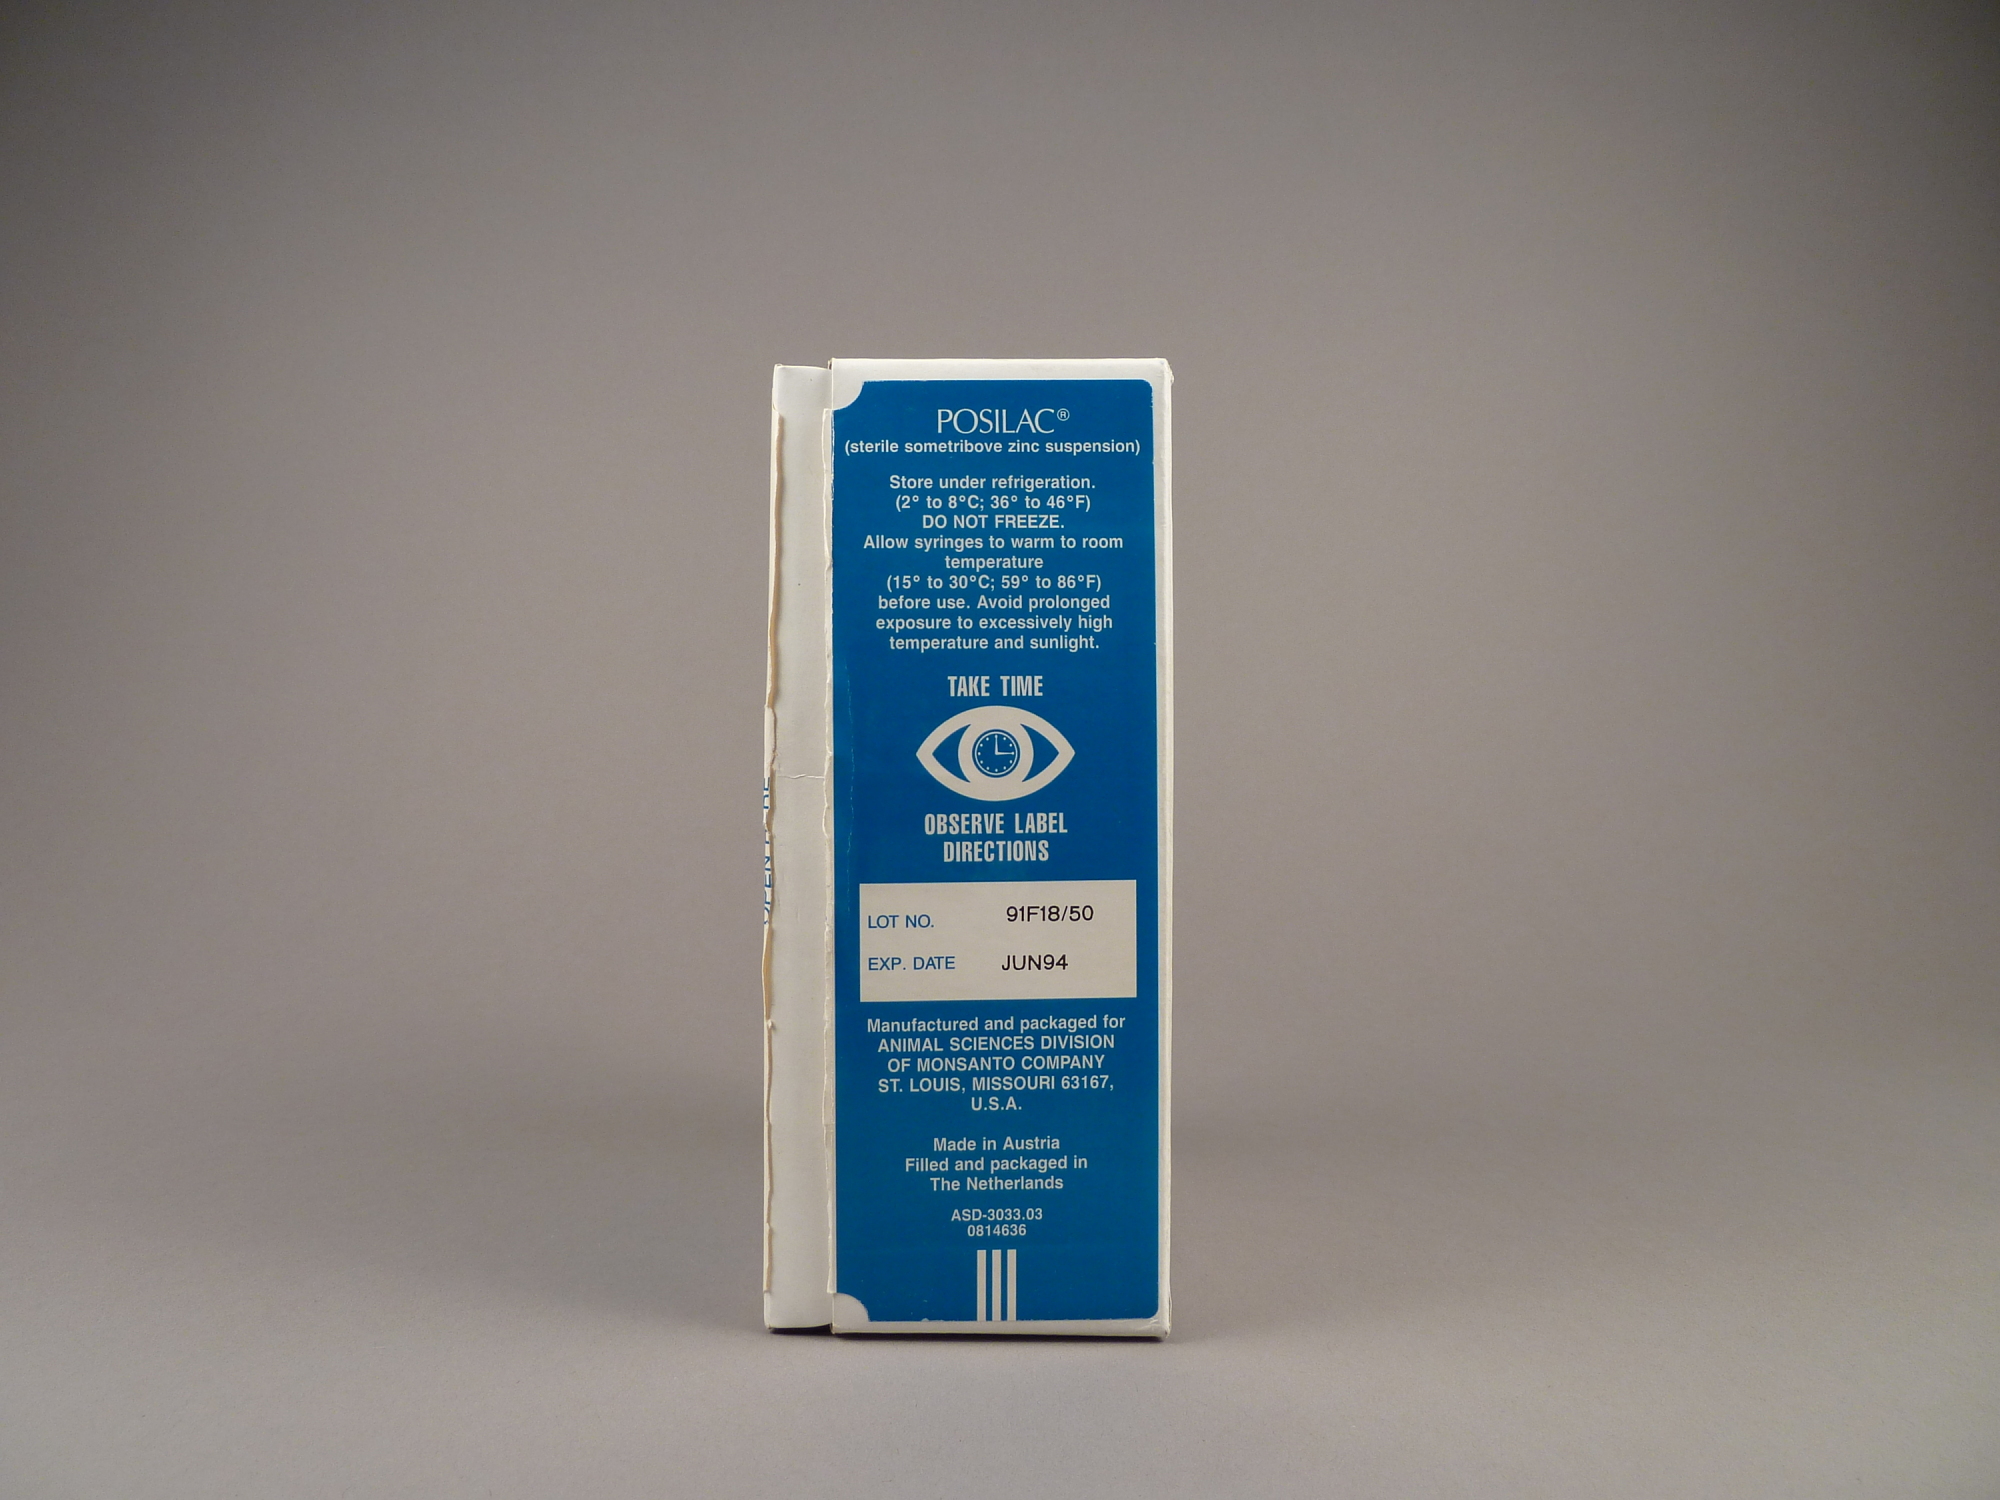 POSILAC®
(sterile sometribove zinc suspension)
Store under refrigeration.
(2° to 8°C; 36° to 46°F)
DO NOT FREEZE.
Allow syringes to warm to room
temperature
(15° to 30°C; 59° to 86°F)
before use. Avoid prolonged
exposure to excessively high
temperature and sunlight.
TAKE TIME
OBSERVE LABEL
DIRECTIONS
LOT NO. 91F18/50
EXP. DATE JUN94
Manufactured and packaged for
ANIMAL SCIENCES DIVISION
OF MONSANTO COMPANY
ST. LOUIS, MISSOURI 63167,
U.S.A.
Made in Austria
Filled and packaged in
The Netherlands
ASD-3033.03
0814636